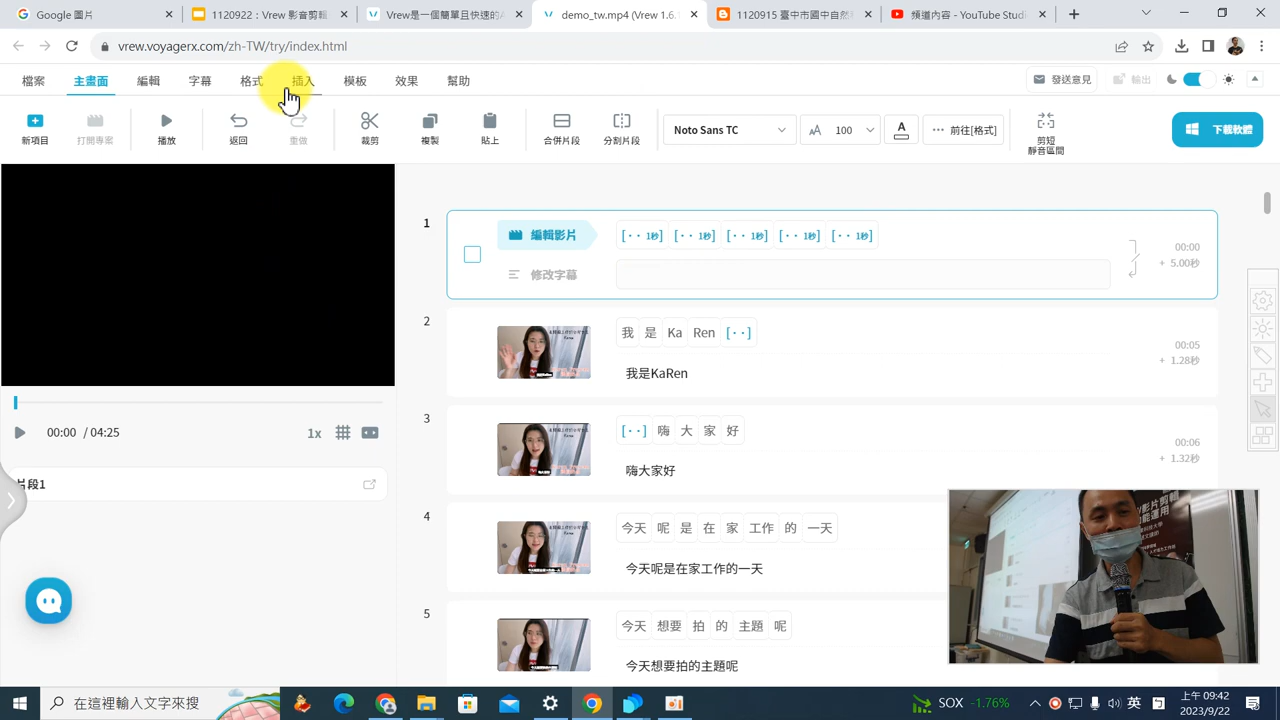 Google 圖片
1120922：Vrew 影音剪輯
Vrew是一個簡單且快速的A
demo_tw.mp4 (Vrew 1.6.
1120915 臺中市國中自然
頻道內容 - YouTube Studi
vrew.voyagerx.com/zh-TW/try/index.html
檔案 主畫面 編輯 字幕 格式 插入 模板 效果 幫助
發送意見 輸出
新項目 打開專案 播放 返回 重做 裁剪 複製 貼上 合併片段 分割片段
Noto Sans TC 100 A ··· 前往[格式]
剪短
靜音區間
下載軟體
1
編輯影片 [·· 1秒] [·· 1秒] [·· 1秒] [·· 1秒] [·· 1秒]
修改字幕
00:00
+ 5.00秒
2
我 是 Ka Ren [··]
我是KaRen
00:05
+ 1.28秒
3
[··] 嗨 大 家 好
嗨大家好
00:06
+ 1.32秒
4
今天 呢 是 在 家 工作 的 一天
今天呢是在家工作的一天
5
今天 想要 拍 的 主題 呢
今天想要拍的主題呢
00:00 / 04:25 1x
片段1
在這裡輸入文字來搜
SOX -1.76%
英
上午 09:42
2023/9/22